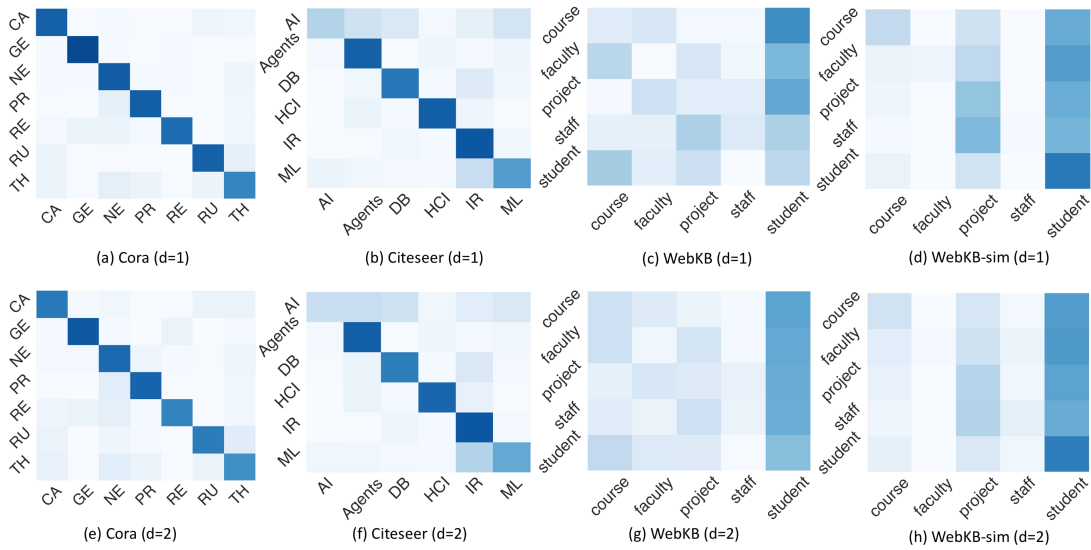 CA
GE
NE
PR
RE
RU
TH
CA GE NE PR RE RU TH
(a) Cora (d=1)
AI
Agents
DB
HCI
IR
ML
AI Agents DB HCI IR ML
(b) Citeseer (d=1)
course
faculty
project
staff
student
course faculty project staff student
(c) WebKB (d=1)
course
faculty
project
staff
student
course faculty project staff student
(d) WebKB-sim (d=1)
CA
GE
NE
PR
RE
RU
TH
CA GE NE PR RE RU TH
(e) Cora (d=2)
AI
Agents
DB
HCI
IR
ML
AI Agents DB HCI IR ML
(f) Citeseer (d=2)
course
faculty
project
staff
student
course faculty project staff student
(g) WebKB (d=2)
course
faculty
project
staff
student
course faculty project staff student
(h) WebKB-sim (d=2)